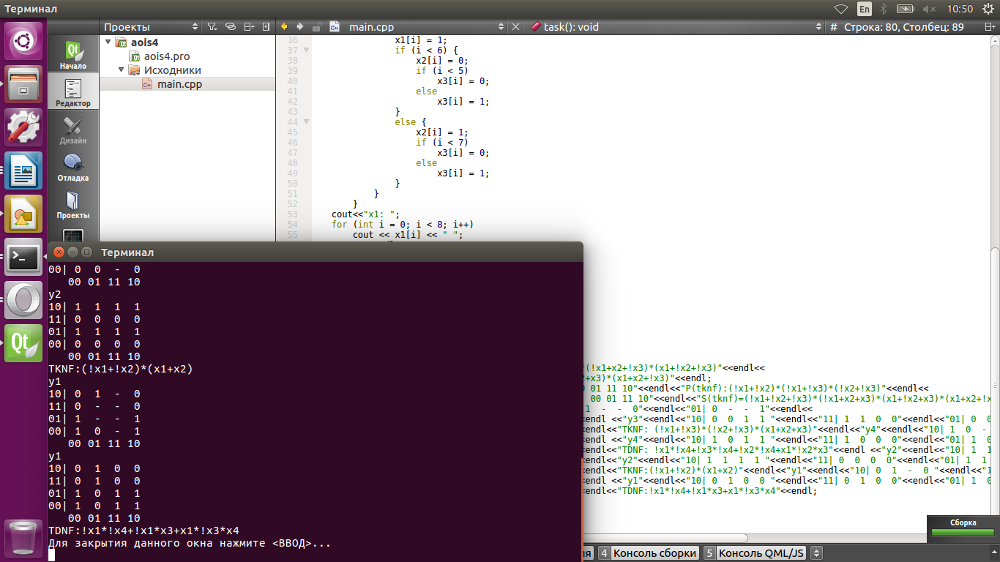 Терминал
En
10:50
Проекты
main.cpp
task(): void
# Строка: 80, Столбец: 89
Начало
Редактор
Дизайн
Отладка
Проекты
aois4
aois4.pro
Исходники
main.cpp
36 x1[i] = 1;
37 if (i < 6) {
38 x2[i] = 0;
39 if (i < 5)
40 x3[i] = 0;
41 else
42 x3[i] = 1;
43 }
44 else {
45 x2[i] = 1;
46 if (i < 7)
47 x3[i] = 0;
48 else
49 x3[i] = 1;
50 }
51 }
52 }
53 cout<<"x1: ";
54 for (int i = 0; i < 8; i++)
55 cout << x1[i] << " ";
Терминал
00| 0 0 - 0
00 01 11 10
y2
10| 1 1 1 1
11| 0 0 0 0
01| 1 1 1 1
00| 0 0 0 0
00 01 11 10
TKNF:(!x1+!x2)*(x1+x2)
y1
10| 0 1 - 0
11| 0 - - 0
01| 1 - - 1
00| 1 0 - 1
00 01 11 10
y1
10| 0 1 0 0
11| 0 1 0 0
01| 1 0 1 1
00| 1 0 1 1
00 01 11 10
TDNF:!x1*!x4+!x1*x3+x1*!x3*x4
Для закрытия данного окна нажмите <ВВОД>...
(!x1+x2+!x3)*(x1+!x2+!x3)"<<endl<<
+x3)*(x1+x2+!x3)"<<endl;
01 11 10"<<endl<<"P(tknf):(!x1+!x2)*(!x1+!x3)*(!x2+!x3)"<<endl<<
00 01 11 10"<<endl<<"S(tknf)=(!x1+!x2+!x3)*(!x1+x2+x3)*(x1+!x2+x3)*(x1+x2+!x
1 - - 0"<<endl<<"01| 0 - - 1"<<endl<<
<endl <<"y3"<<endl<<"10| 0 0 1 1 "<<endl<<"11| 1 1 0 0"<<endl<<"01| 0 0
<endl<<"TKNF: (!x1+!x3)*(!x2+!x3)*(x1+x2+x3)"<<endl<<"y4"<<endl<<"10| 1 0 -
<endl <<"y4"<<endl<<"10| 1 0 1 1 "<<endl<<"11| 1 0 0 0"<<endl<<"01| 1 0
<endl<<"TDNF: !x1*!x4+!x3*!x4+!x2*!x4+x1*!x2*x3"<<endl <<"y2"<<endl<<"10| 1 1
<"y2"<<endl<<"10| 1 1 1 1 "<<endl<<"11| 0 0 0 0"<<endl<<"01| 1 1
<endl<<"TKNF:(!x1+!x2)*(x1+x2)"<<endl<<"y1"<<endl<<"10| 0 1 - 0 "<<endl<<"1
<endl <<"y1"<<endl<<"10| 0 1 0 0 "<<endl<<"11| 0 1 0 0"<<endl<<"01| 1 0
<endl<<"TDNF:!x1*!x4+!x1*x3+x1*!x3*x4"<<endl;
Сборка
4 Консоль сборки
5 Консоль QML/JS